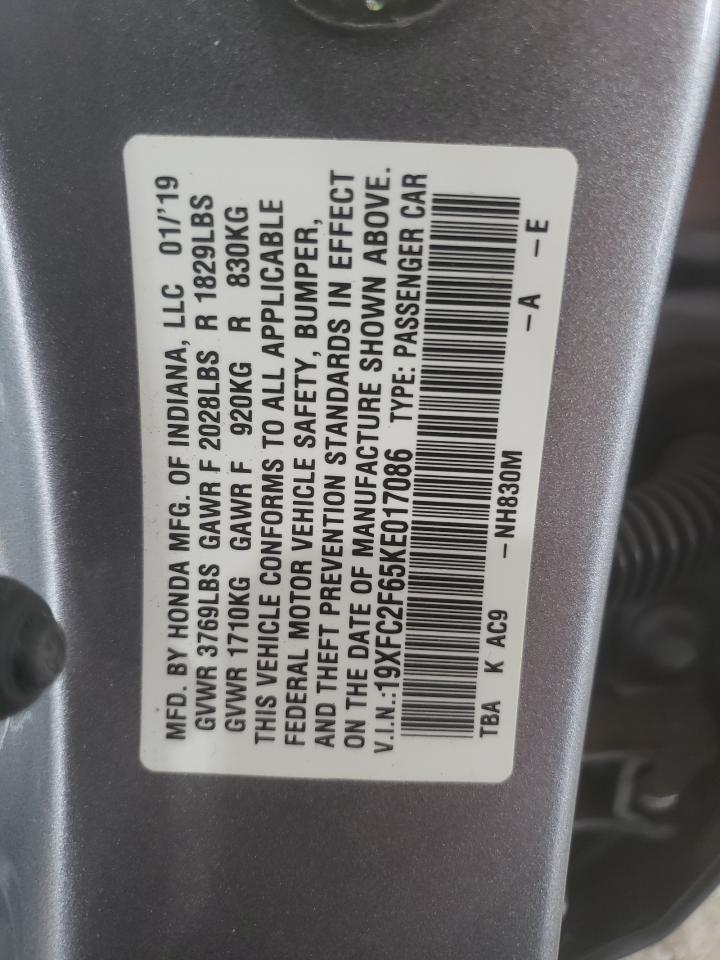 MFD. BY HONDA MFG. OF INDIANA, LLC 01/'19
GVWR 3769LBS GAWR F 2028LBS R 1829LBS
GVWR 1710KG GAWR F 920KG R 830KG
THIS VEHICLE CONFORMS TO ALL APPLICABLE
FEDERAL MOTOR VEHICLE SAFETY, BUMPER,
AND THEFT PREVENTION STANDARDS IN EFFECT
ON THE DATE OF MANUFACTURE SHOWN ABOVE.
V.I.N.:19XFC2F65KE017086 TYPE: PASSENGER CAR
TBA K AC9 -NH830M -A -E